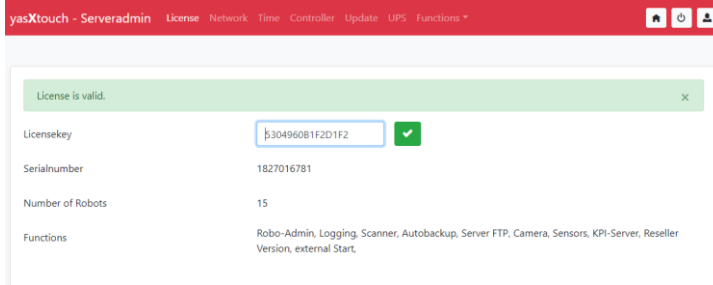 yasXtouch - Serveradmin License Network Time Controller Update UPS Functions
License is valid. ×
Licensekey 5304960B1F2D1F2
Serialnumber 1827016781
Number of Robots 15
Functions Robo-Admin, Logging, Scanner, Autobackup, Server FTP, Camera, Sensors, KPI-Server, Reseller
Version, external Start,